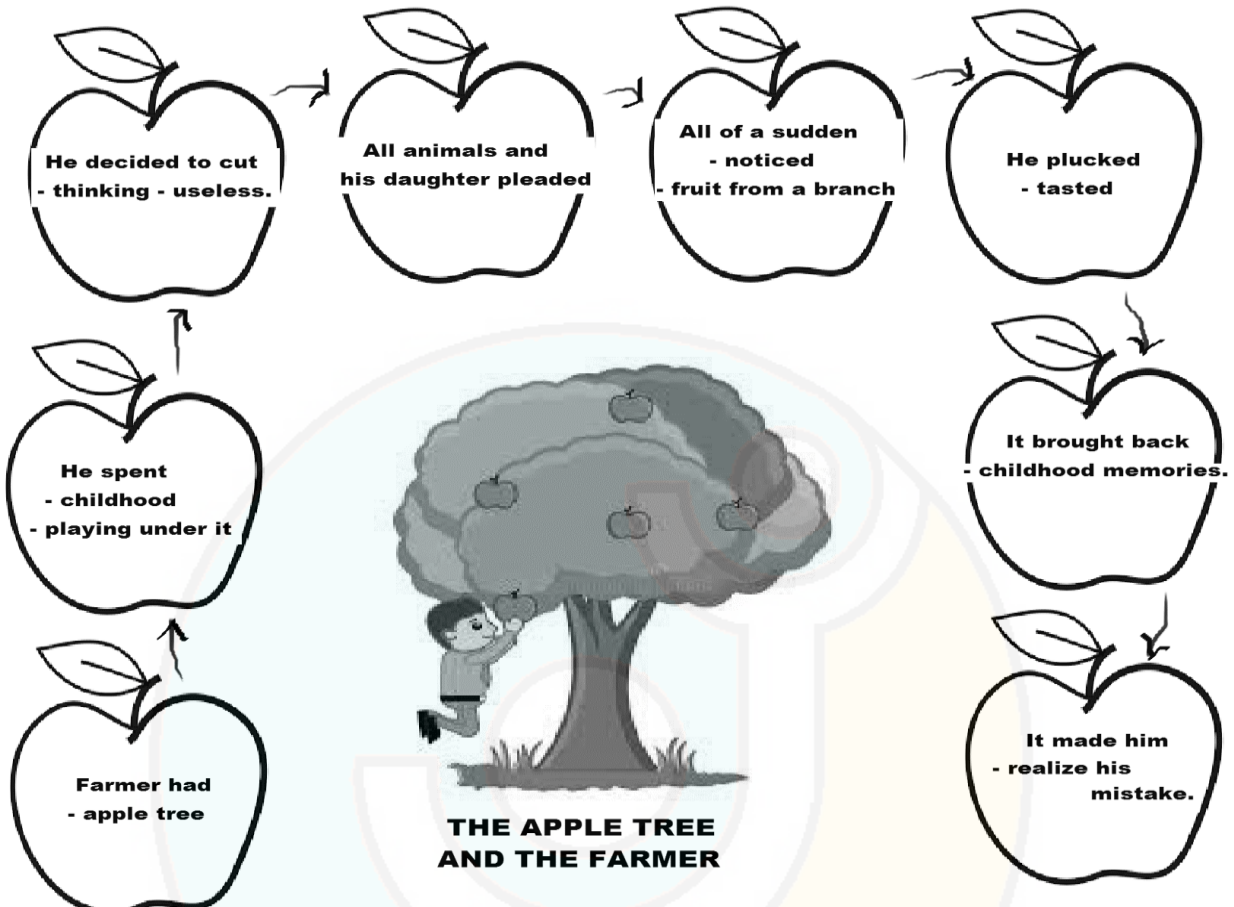 Farmer had
- apple tree
He spent
- childhood
- playing under it
He decided to cut
- thinking - useless.
All animals and
his daughter pleaded
All of a sudden
- noticed
- fruit from a branch
He plucked
- tasted
It brought back
- childhood memories.
It made him
- realize his
mistake.
THE APPLE TREE
AND THE FARMER